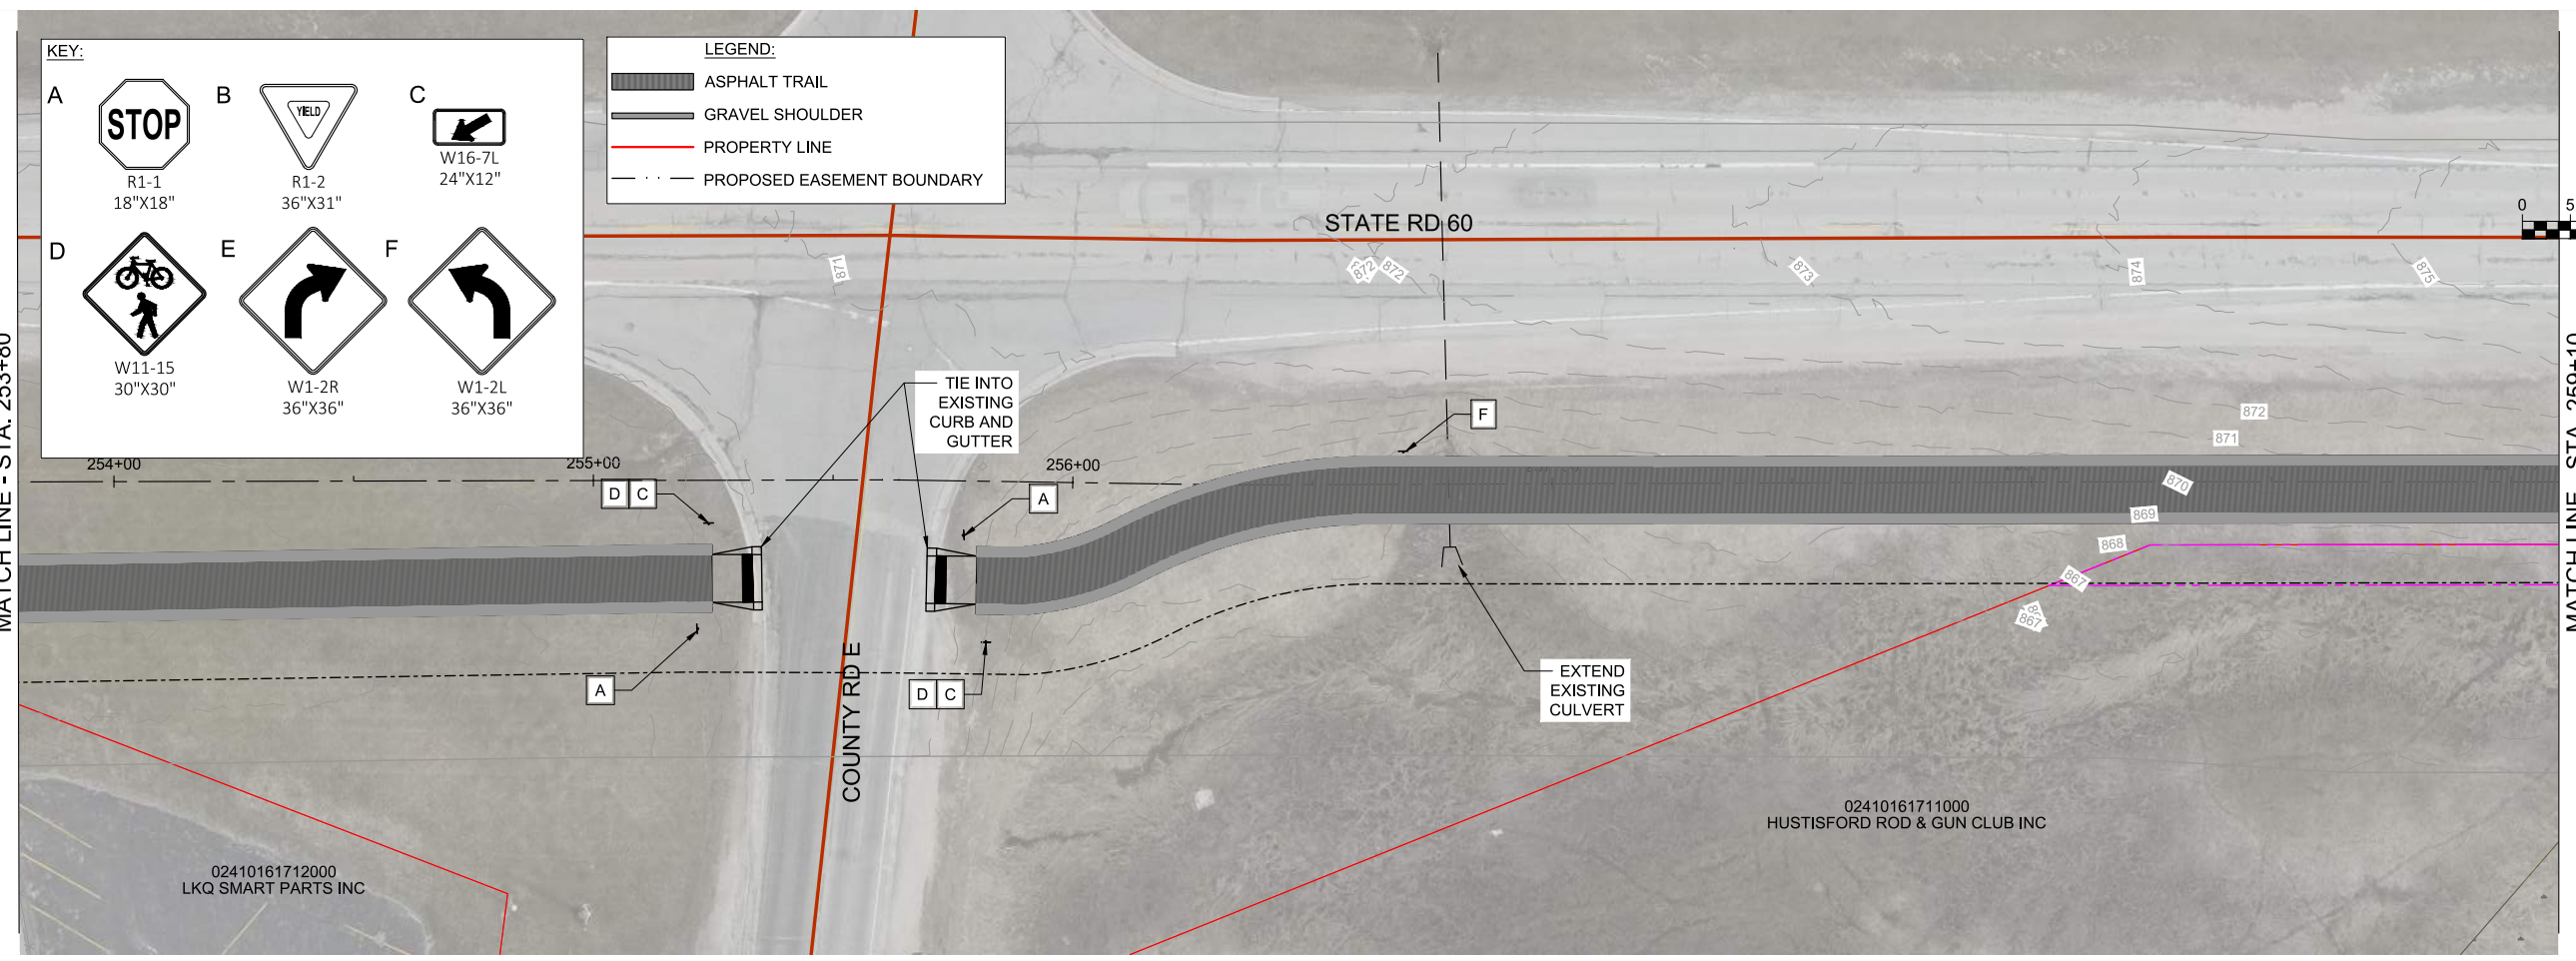 KEY:
A
STOP
R1-1
18"X18"
B
YIELD
R1-2
36"X31"
C
W16-7L
24"X12"
D
W11-15
30"X30"
E
W1-2R
36"X36"
F
W1-2L
36"X36"
LEGEND:
ASPHALT TRAIL
GRAVEL SHOULDER
PROPERTY LINE
PROPOSED EASEMENT BOUNDARY
STATE RD 60
0 5
871
872
872
873
874
875
MATCH LINE - STA. 253+80
MATCH LINE - STA. 259+10
TIE INTO
EXISTING
CURB AND
GUTTER
F
872
871
254+00
255+00
256+00
D C
A
870
869
868
867
867
A
D C
COUNTY RD E
EXTEND
EXISTING
CULVERT
02410161711000
HUSTISFORD ROD & GUN CLUB INC
02410161712000
LKQ SMART PARTS INC